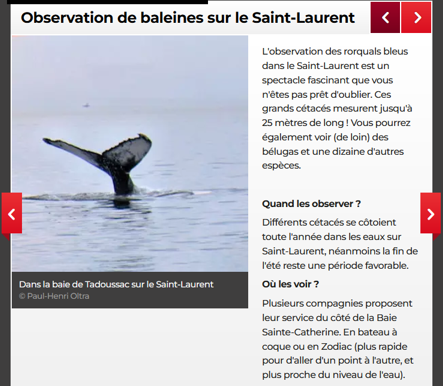 Observation de baleines sur le Saint-Laurent
L'observation des rorquals bleus
dans le Saint-Laurent est un
spectacle fascinant que vous
n'êtes pas prêt d'oublier. Ces
grands cétacés mesurent jusqu'à
25 mètres de long ! Vous pourrez
également voir (de loin) des
bélugas et une dizaine d'autres
espèces.
Quand les observer ?
Différents cétacés se côtoient
toute l'année dans les eaux sur
Saint-Laurent, néanmoins la fin de
l'été reste une période favorable.
Où les voir ?
Plusieurs compagnies proposent
leur service du côté de la Baie
Sainte-Catherine. En bateau à
coque ou en Zodiac (plus rapide
pour d'aller d'un point à l'autre, et
plus proche du niveau de l'eau).
Dans la baie de Tadoussac sur le Saint-Laurent
© Paul-Henri Oltra